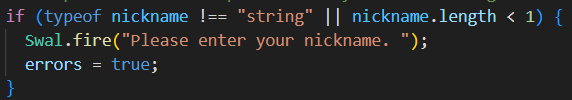 if (typeof nickname !== "string" || nickname.length < 1) {
  Swal.fire("Please enter your nickname. ");
  errors = true;
}